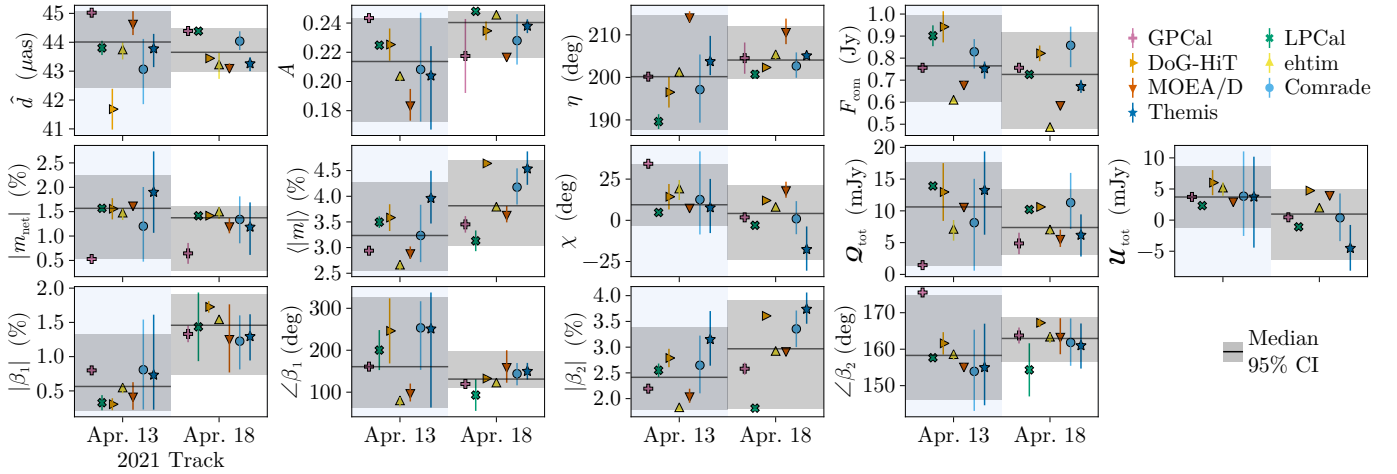 45
44
43
42
41
d̂ (μas)
0.24
0.22
0.20
0.18
A
210
200
190
η (deg)
1.0
0.9
0.8
0.7
0.6
0.5
F_com (Jy)
GPCal
DoG-HiT
MOEA/D
Themis
LPCal
ehtim
Comrade
2.5
2.0
1.5
1.0
0.5
|m_net| (%)
4.5
4.0
3.5
3.0
2.5
⟨|m|⟩ (%)
25
0
−25
χ (deg)
20
15
10
5
0
Q_tot (mJy)
10
5
0
−5
U_tot (mJy)
2.0
1.5
1.0
0.5
|β₁| (%)
300
200
100
∠β₁ (deg)
4.0
3.5
3.0
2.5
2.0
|β₂| (%)
170
160
150
∠β₂ (deg)
Median
95% CI
Apr. 13 Apr. 18
Apr. 13 Apr. 18
Apr. 13 Apr. 18
Apr. 13 Apr. 18
2021 Track